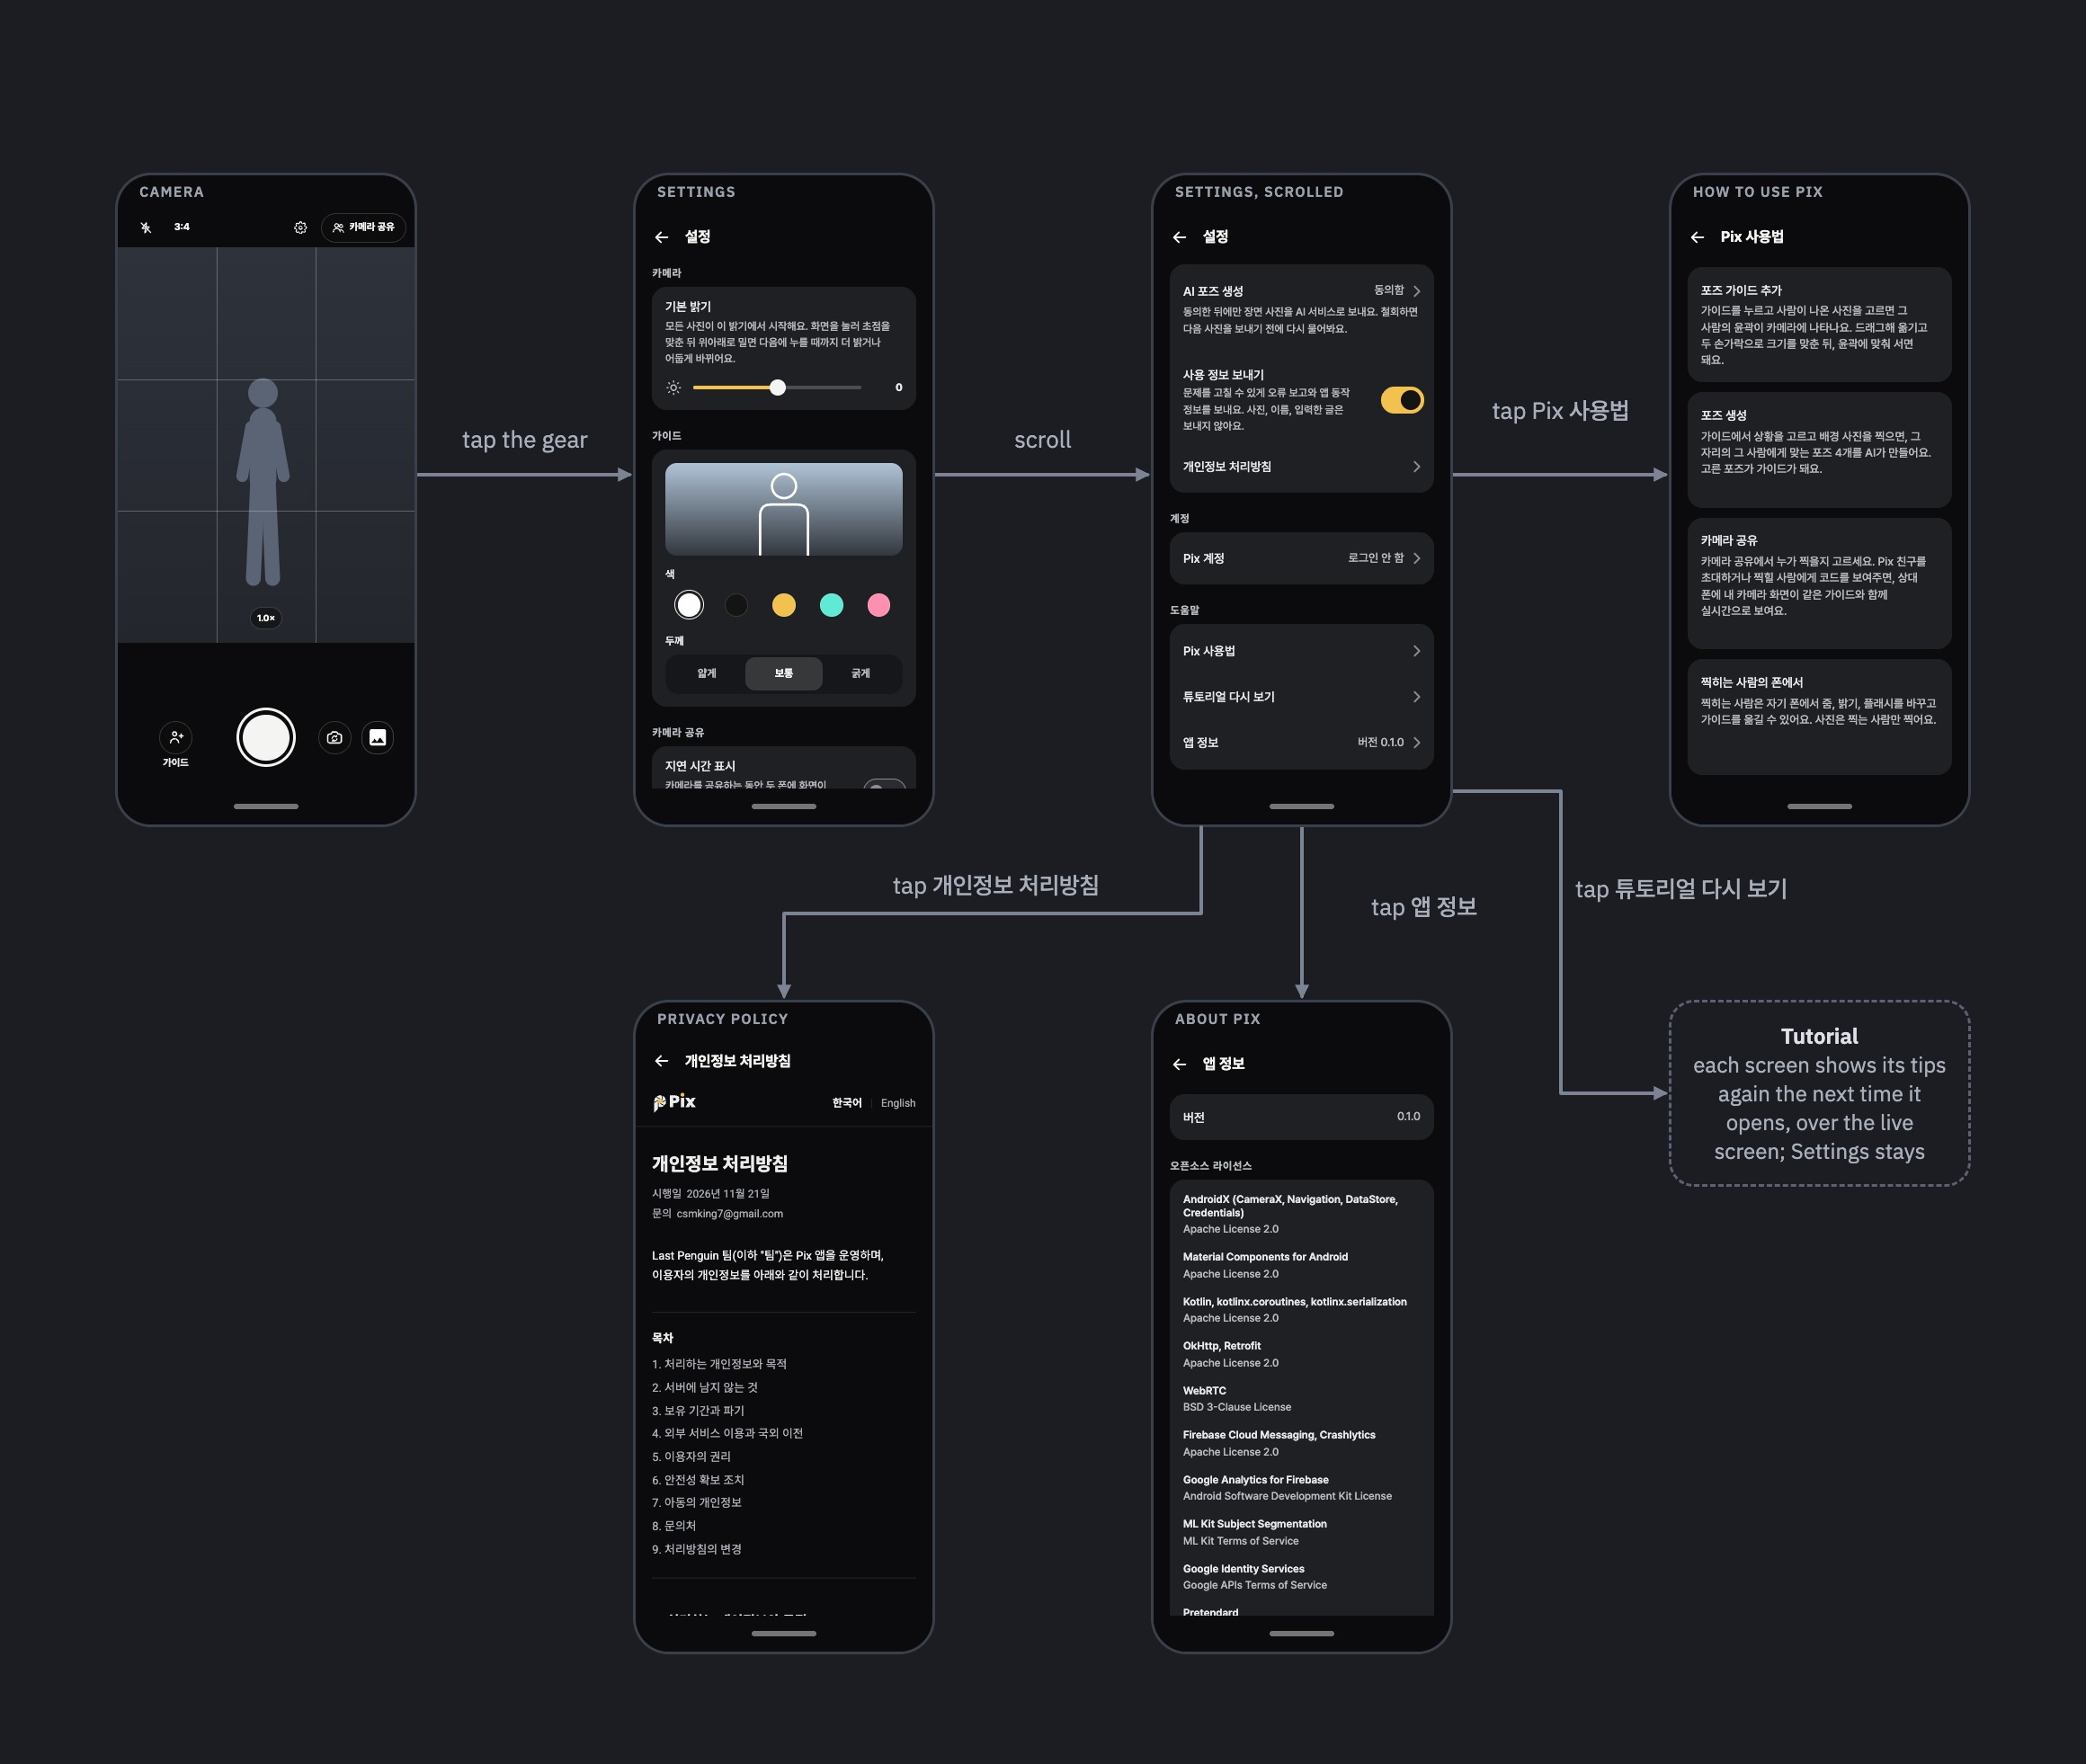 CAMERA
3:4
카메라 공유
1.0×
가이드
tap the gear
SETTINGS
설정
카메라
기본 밝기
모든 사진이 이 밝기에서 시작해요. 화면을 눌러 초점을
맞춘 뒤 위아래로 밀면 다음에 누를 때까지 더 밝거나
어둡게 바뀌어요.
0
가이드
색
두께
얇게
보통
굵게
카메라 공유
지연 시간 표시
카메라를 공유하는 동안 두 폰에 화면이
scroll
SETTINGS, SCROLLED
설정
AI 포즈 생성
동의함
동의한 뒤에만 장면 사진을 AI 서비스로 보내요. 철회하면
다음 사진을 보내기 전에 다시 물어봐요.
사용 정보 보내기
문제를 고칠 수 있게 오류 보고와 앱 동작
정보를 보내요. 사진, 이름, 입력한 글은
보내지 않아요.
개인정보 처리방침
계정
Pix 계정
로그인 안 함
도움말
Pix 사용법
튜토리얼 다시 보기
앱 정보
버전 0.1.0
tap Pix 사용법
HOW TO USE PIX
Pix 사용법
포즈 가이드 추가
가이드를 누르고 사람이 나온 사진을 고르면 그
사람의 윤곽이 카메라에 나타나요. 드래그해 옮기고
두 손가락으로 크기를 맞춘 뒤, 윤곽에 맞춰 서면
돼요.
포즈 생성
가이드에서 상황을 고르고 배경 사진을 찍으면, 그
자리의 그 사람에게 맞는 포즈 4개를 AI가 만들어요.
고른 포즈가 가이드가 돼요.
카메라 공유
카메라 공유에서 누가 찍을지 고르세요. Pix 친구를
초대하거나 찍힐 사람에게 코드를 보여주면, 상대
폰에 내 카메라 화면이 같은 가이드와 함께
실시간으로 보여요.
찍히는 사람의 폰에서
찍히는 사람은 자기 폰에서 줌, 밝기, 플래시를 바꾸고
가이드를 옮길 수 있어요. 사진은 찍는 사람만 찍어요.
tap 개인정보 처리방침
tap 앱 정보
tap 튜토리얼 다시 보기
PRIVACY POLICY
개인정보 처리방침
Pix
한국어
English
개인정보 처리방침
시행일 2026년 11월 21일
문의 csmking7@gmail.com
Last Penguin 팀(이하 "팀")은 Pix 앱을 운영하며,
이용자의 개인정보를 아래와 같이 처리합니다.
목차
1. 처리하는 개인정보와 목적
2. 서버에 남지 않는 것
3. 보유 기간과 파기
4. 외부 서비스 이용과 국외 이전
5. 이용자의 권리
6. 안전성 확보 조치
7. 아동의 개인정보
8. 문의처
9. 처리방침의 변경
ABOUT PIX
앱 정보
버전
0.1.0
오픈소스 라이선스
AndroidX (CameraX, Navigation, DataStore,
Credentials)
Apache License 2.0
Material Components for Android
Apache License 2.0
Kotlin, kotlinx.coroutines, kotlinx.serialization
Apache License 2.0
OkHttp, Retrofit
Apache License 2.0
WebRTC
BSD 3-Clause License
Firebase Cloud Messaging, Crashlytics
Apache License 2.0
Google Analytics for Firebase
Android Software Development Kit License
ML Kit Subject Segmentation
ML Kit Terms of Service
Google Identity Services
Google APIs Terms of Service
Pretendard
Tutorial
each screen shows its tips
again the next time it
opens, over the live
screen; Settings stays